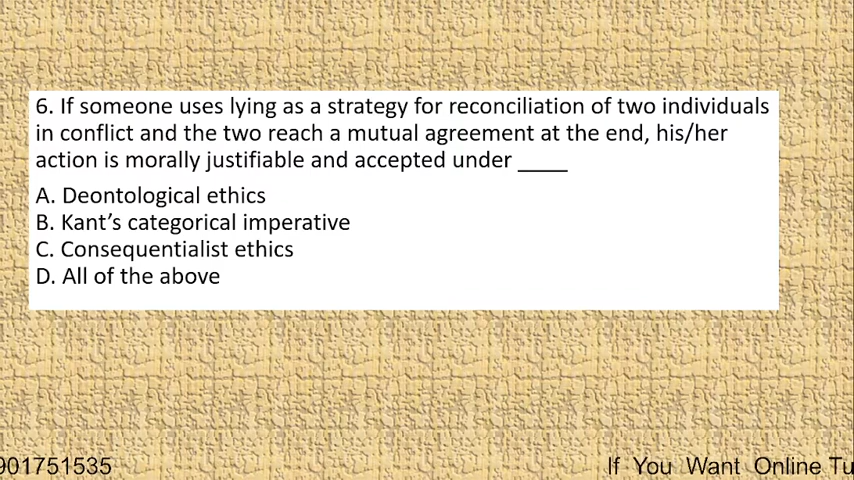 6. If someone uses lying as a strategy for reconciliation of two individuals
in conflict and the two reach a mutual agreement at the end, his/her
action is morally justifiable and accepted under ____
A. Deontological ethics
B. Kant’s categorical imperative
C. Consequentialist ethics
D. All of the above
901751535 If You Want Online Tu